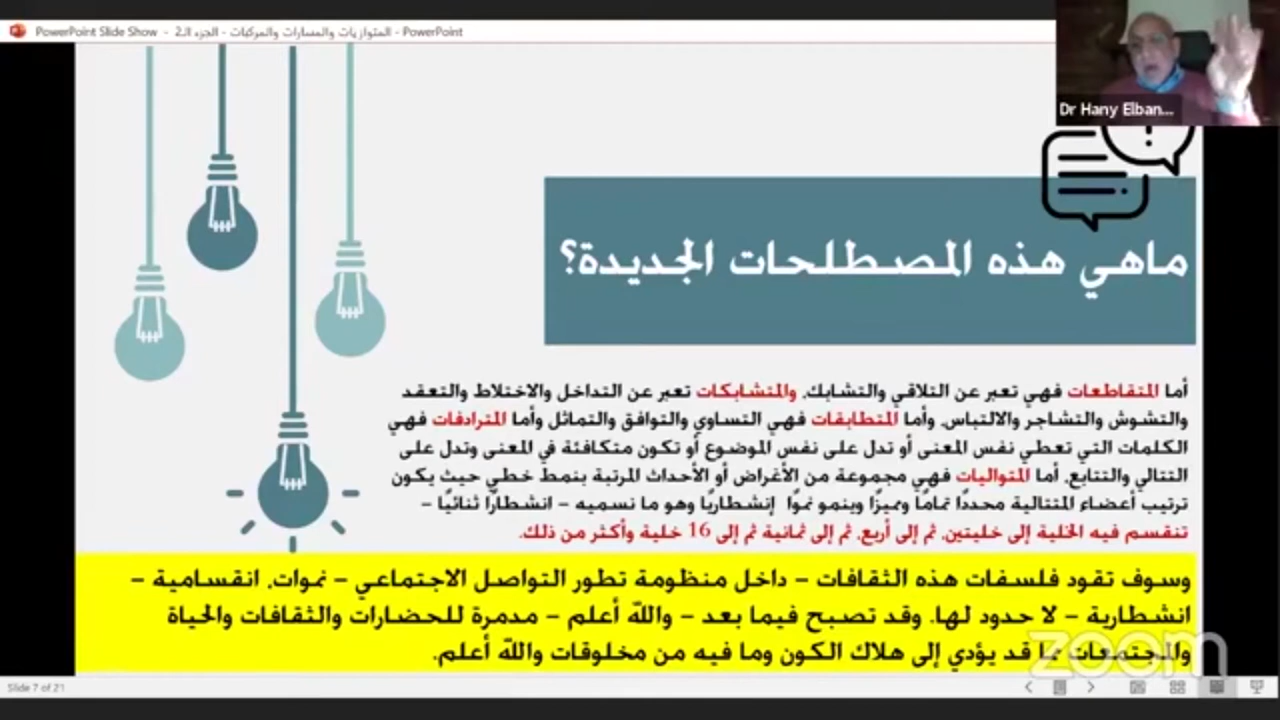 PowerPoint Slide Show - المتوازيات والمسارات والمركبات - الجزء الـ2 - PowerPoint
Dr Hany Elban...
ماهي هذه المصطلحات الجديدة؟
أما المتقاطعات فهي تعبر عن التلاقي والتشابك، والمتشابكات تعبر عن التداخل والاختلاط والتعقد
والتشوش والتشاجر والالتباس، وأما المتطابقات فهي التساوي والتوافق والتماثل وأما المترادفات فهي
الكلمات التي تعطي نفس المعنى أو تدل على نفس الموضوع أو تكون متكافئة في المعنى وتدل على
التتالي والتتابع، أما المتواليات فهي مجموعة من الأغراض أو الأحداث المرتبة بنمط خطي حيث يكون
ترتيب أعضاء المتتالية محددًا تمامًا ومميزًا وينمو نموًا إنشطاريًا وهو ما نسميه – انشطارًا ثنائيًا –
تنقسم فيه الخلية إلى خليتين، ثم إلى أربع، ثم إلى ثمانية ثم إلى 16 خلية وأكثر من ذلك.
وسوف تقود فلسفات هذه الثقافات – داخل منظومة تطور التواصل الاجتماعي – نموات، انقسامية –
انشطارية – لا حدود لها. وقد تصبح فيما بعد – والله أعلم – مدمرة للحضارات والثقافات والحياة
والمجتمعات مما قد يؤدي إلى هلاك الكون وما فيه من مخلوقات والله أعلم.
zoom
Slide 7 of 21